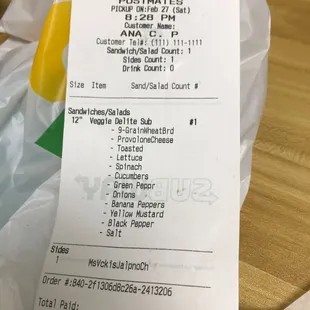 POSTMATES
PICKUP ON:Feb 27 (Sat)
8:28 PM
Customer Name:
ANA C. P
Customer Tel#:(111) 111-1111
Sandwich/Salad Count: 1
Sides Count: 1
Drink Count: 0
Size Item Sand/Salad Count #
Sandwiches/Salads
12" Veggie Delite Sub #1
- 9-GrainWheatBrd
- ProvoloneCheese
- Toasted
- Lettuce
- Spinach
- Cucumbers
- Green Peppr
- Onions
- Banana Peppers
- Yellow Mustard
- Black Pepper
- Salt
Sides
1 MsVckisJalpnoCh
Order #:840-2f1306d8c26a-2413206
Total Paid: